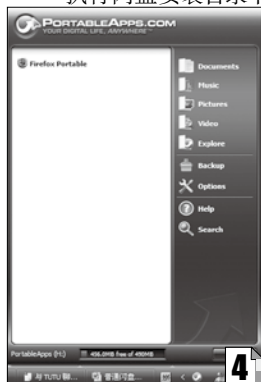 PORTABLEAPPS.COM
YOUR DIGITAL LIFE, ANYWHERE™
Firefox Portable
Documents
Music
Pictures
Video
Explore
Backup
Options
Help
Search
PortableApps (H:)
456.0MB free of 490MB
4